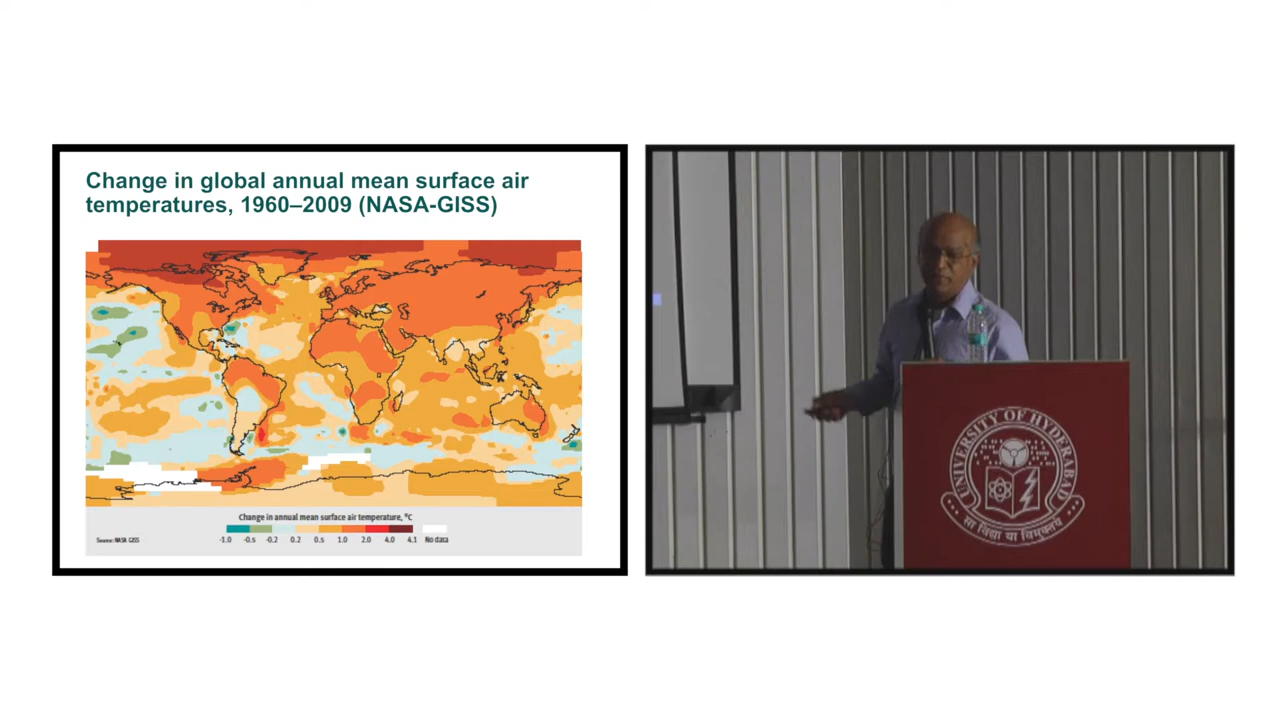 Change in global annual mean surface air
temperatures, 1960–2009 (NASA-GISS)
Change in annual mean surface air temperature, °C
-1.0 -0.5 -0.2 0.2 0.5 1.0 2.0 4.0 4.1 No data
Source: NASA GISS
UNIVERSITY OF HYDERABAD
सा विद्या या विमुक्तये